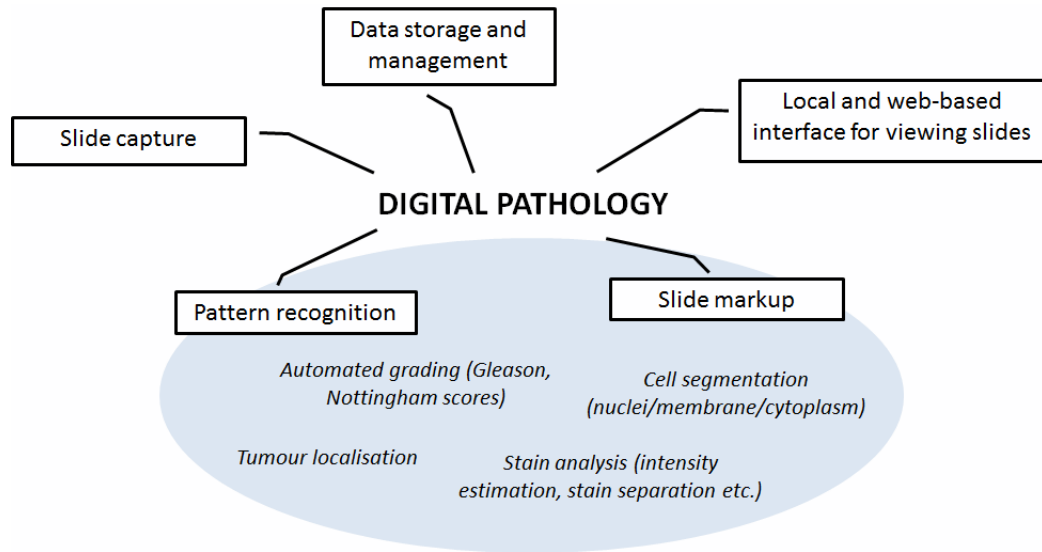 Data storage and
management
Local and web-based
interface for viewing slides
Slide capture
DIGITAL PATHOLOGY
Pattern recognition
Slide markup
Automated grading (Gleason,
Nottingham scores)
Cell segmentation
(nuclei/membrane/cytoplasm)
Tumour localisation
Stain analysis (intensity
estimation, stain separation etc.)